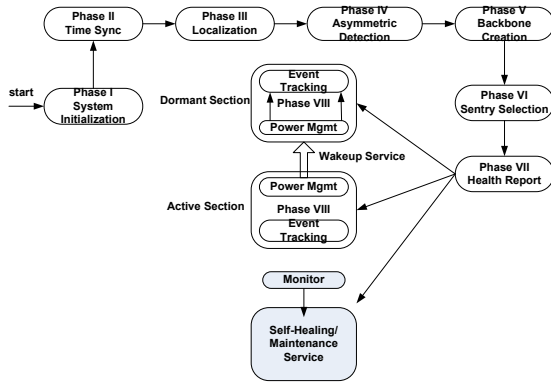 Phase II
Time Sync
Phase III
Localization
Phase IV
Asymmetric
Detection
Phase V
Backbone
Creation
start
Phase I
System
Initialization
Dormant Section
Event
Tracking
Phase VIII
Power Mgmt
Phase VI
Sentry Selection
Wakeup Service
Phase VII
Health Report
Active Section
Power Mgmt
Phase VIII
Event
Tracking
Monitor
Self-Healing/
Maintenance
Service